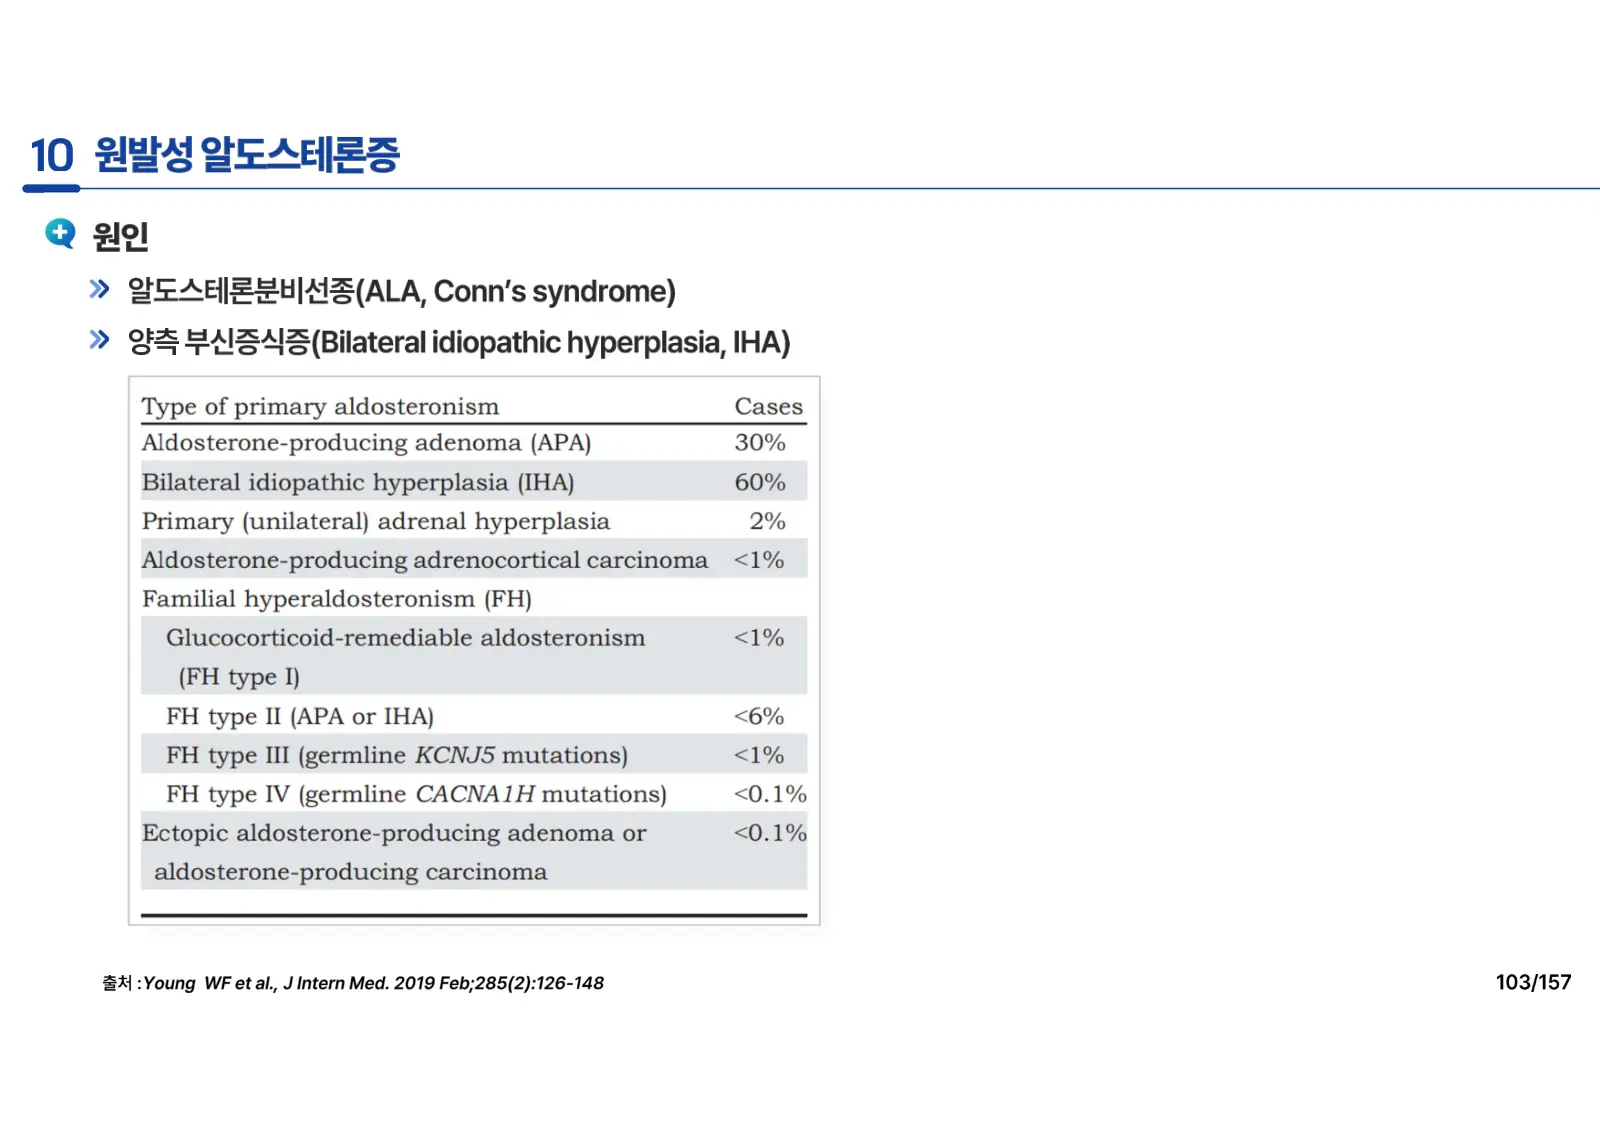 10 원발성 알도스테론증
원인
알도스테론분비선종(ALA, Conn's syndrome)
양측 부신증식증(Bilateral idiopathic hyperplasia, IHA)
Type of primary aldosteronism Cases
Aldosterone-producing adenoma (APA) 30%
Bilateral idiopathic hyperplasia (IHA) 60%
Primary (unilateral) adrenal hyperplasia 2%
Aldosterone-producing adrenocortical carcinoma <1%
Familial hyperaldosteronism (FH)
Glucocorticoid-remediable aldosteronism <1%
(FH type I)
FH type II (APA or IHA) <6%
FH type III (germline KCNJ5 mutations) <1%
FH type IV (germline CACNA1H mutations) <0.1%
Ectopic aldosterone-producing adenoma or <0.1%
aldosterone-producing carcinoma
출처 :Young WF et al., J Intern Med. 2019 Feb;285(2):126-148
103/157